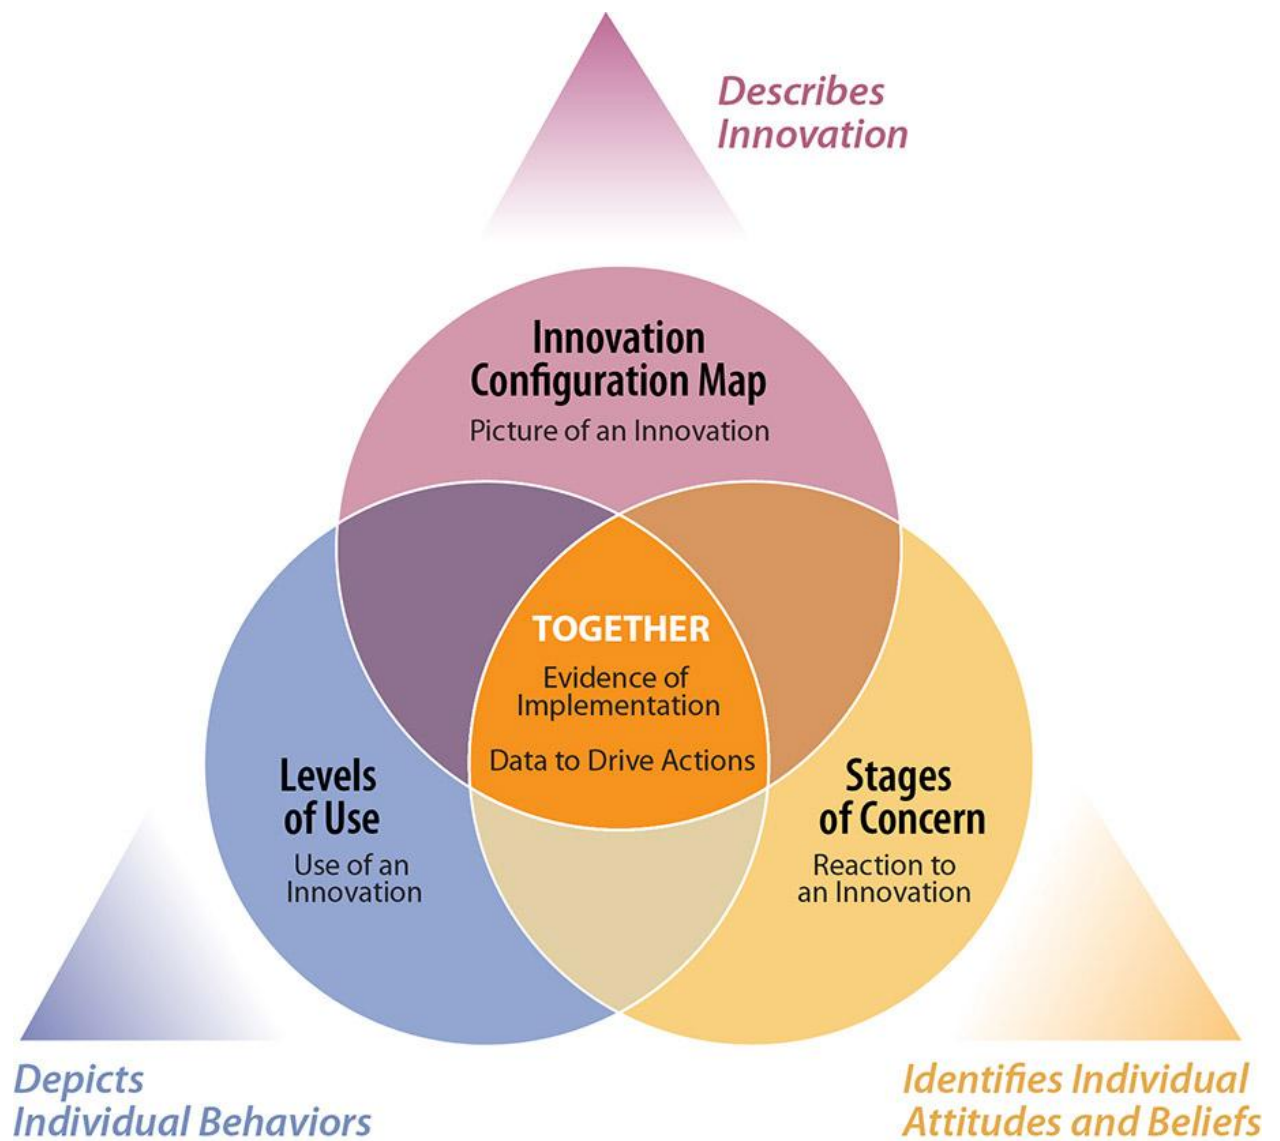 Describes
Innovation
Innovation
Configuration Map
Picture of an Innovation
TOGETHER
Evidence of
Implementation
Data to Drive Actions
Levels
of Use
Use of an
Innovation
Stages
of Concern
Reaction to
an Innovation
Depicts
Individual Behaviors
Identifies Individual
Attitudes and Beliefs